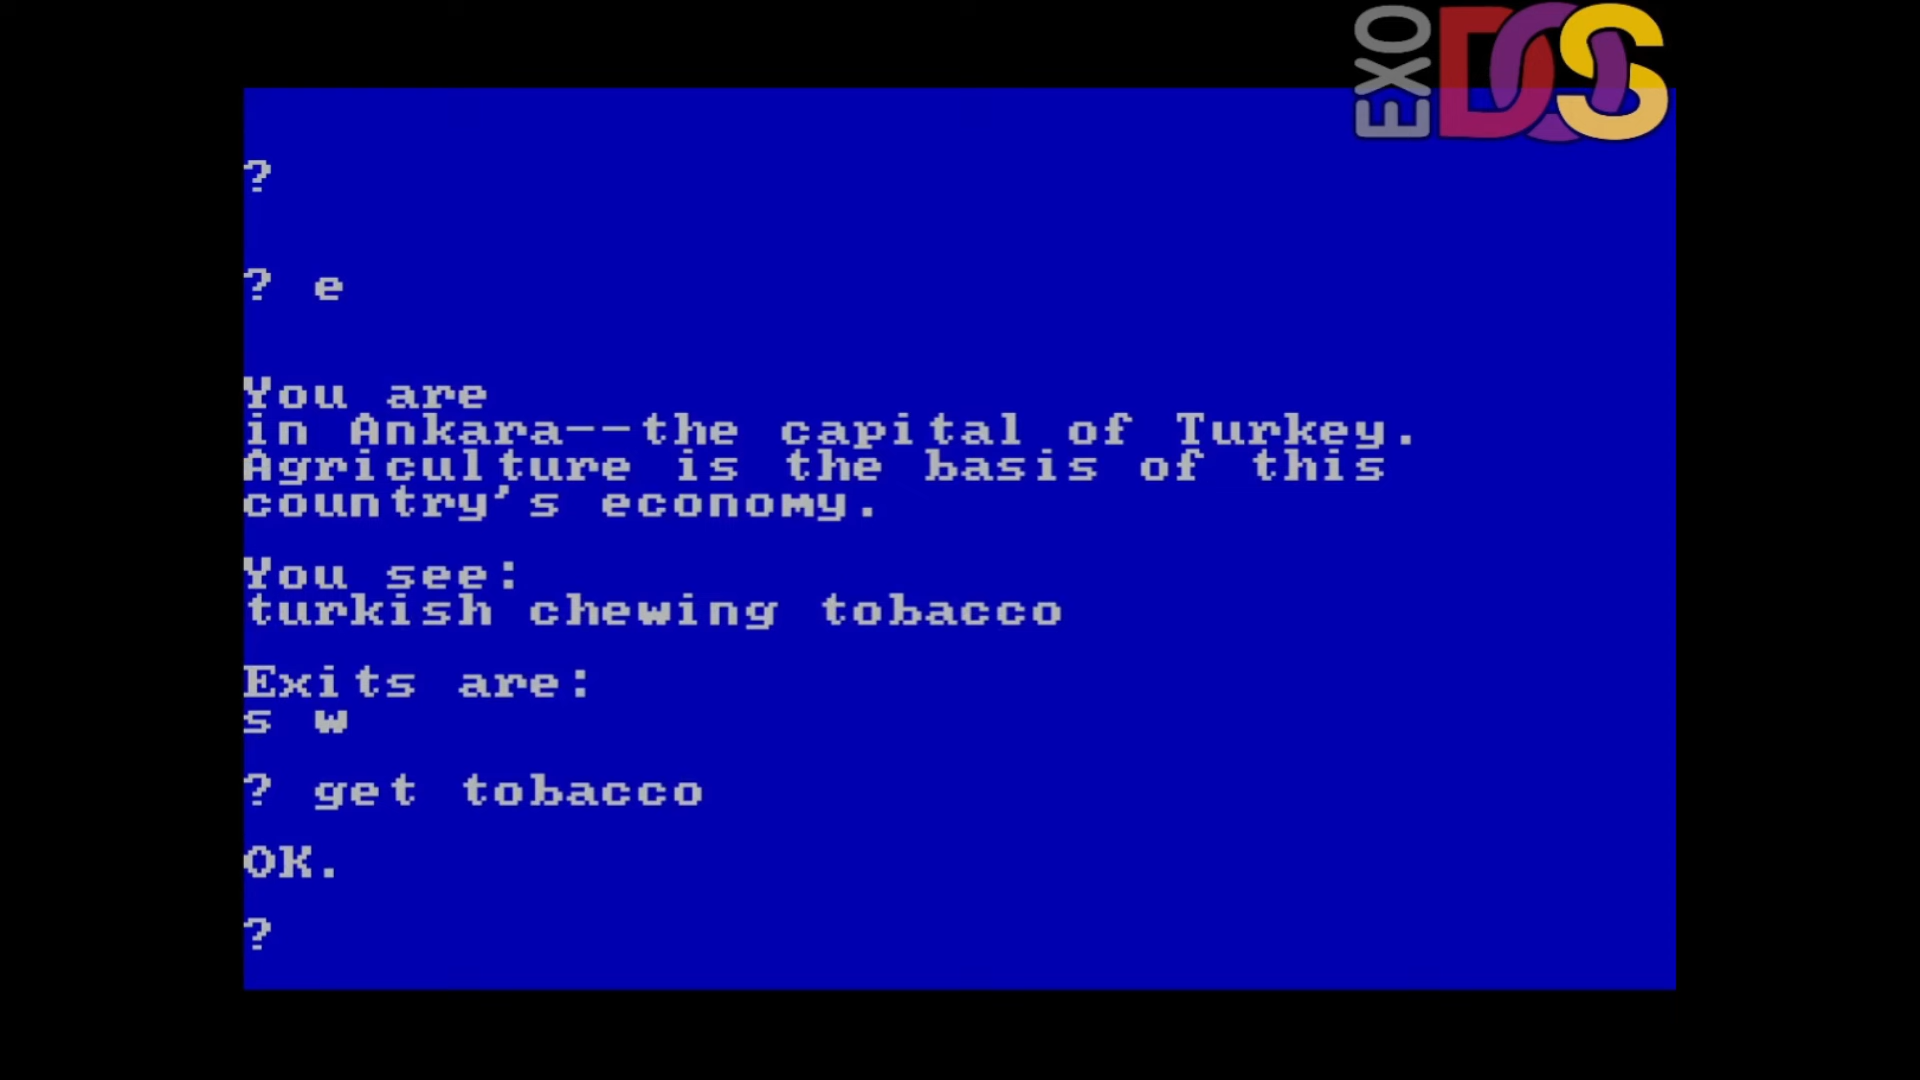 EXO DOS
?
? e
You are
in Ankara--the capital of Turkey.
Agriculture is the basis of this
country's economy.
You see:
turkish chewing tobacco
Exits are:
s w
? get tobacco
OK.
?